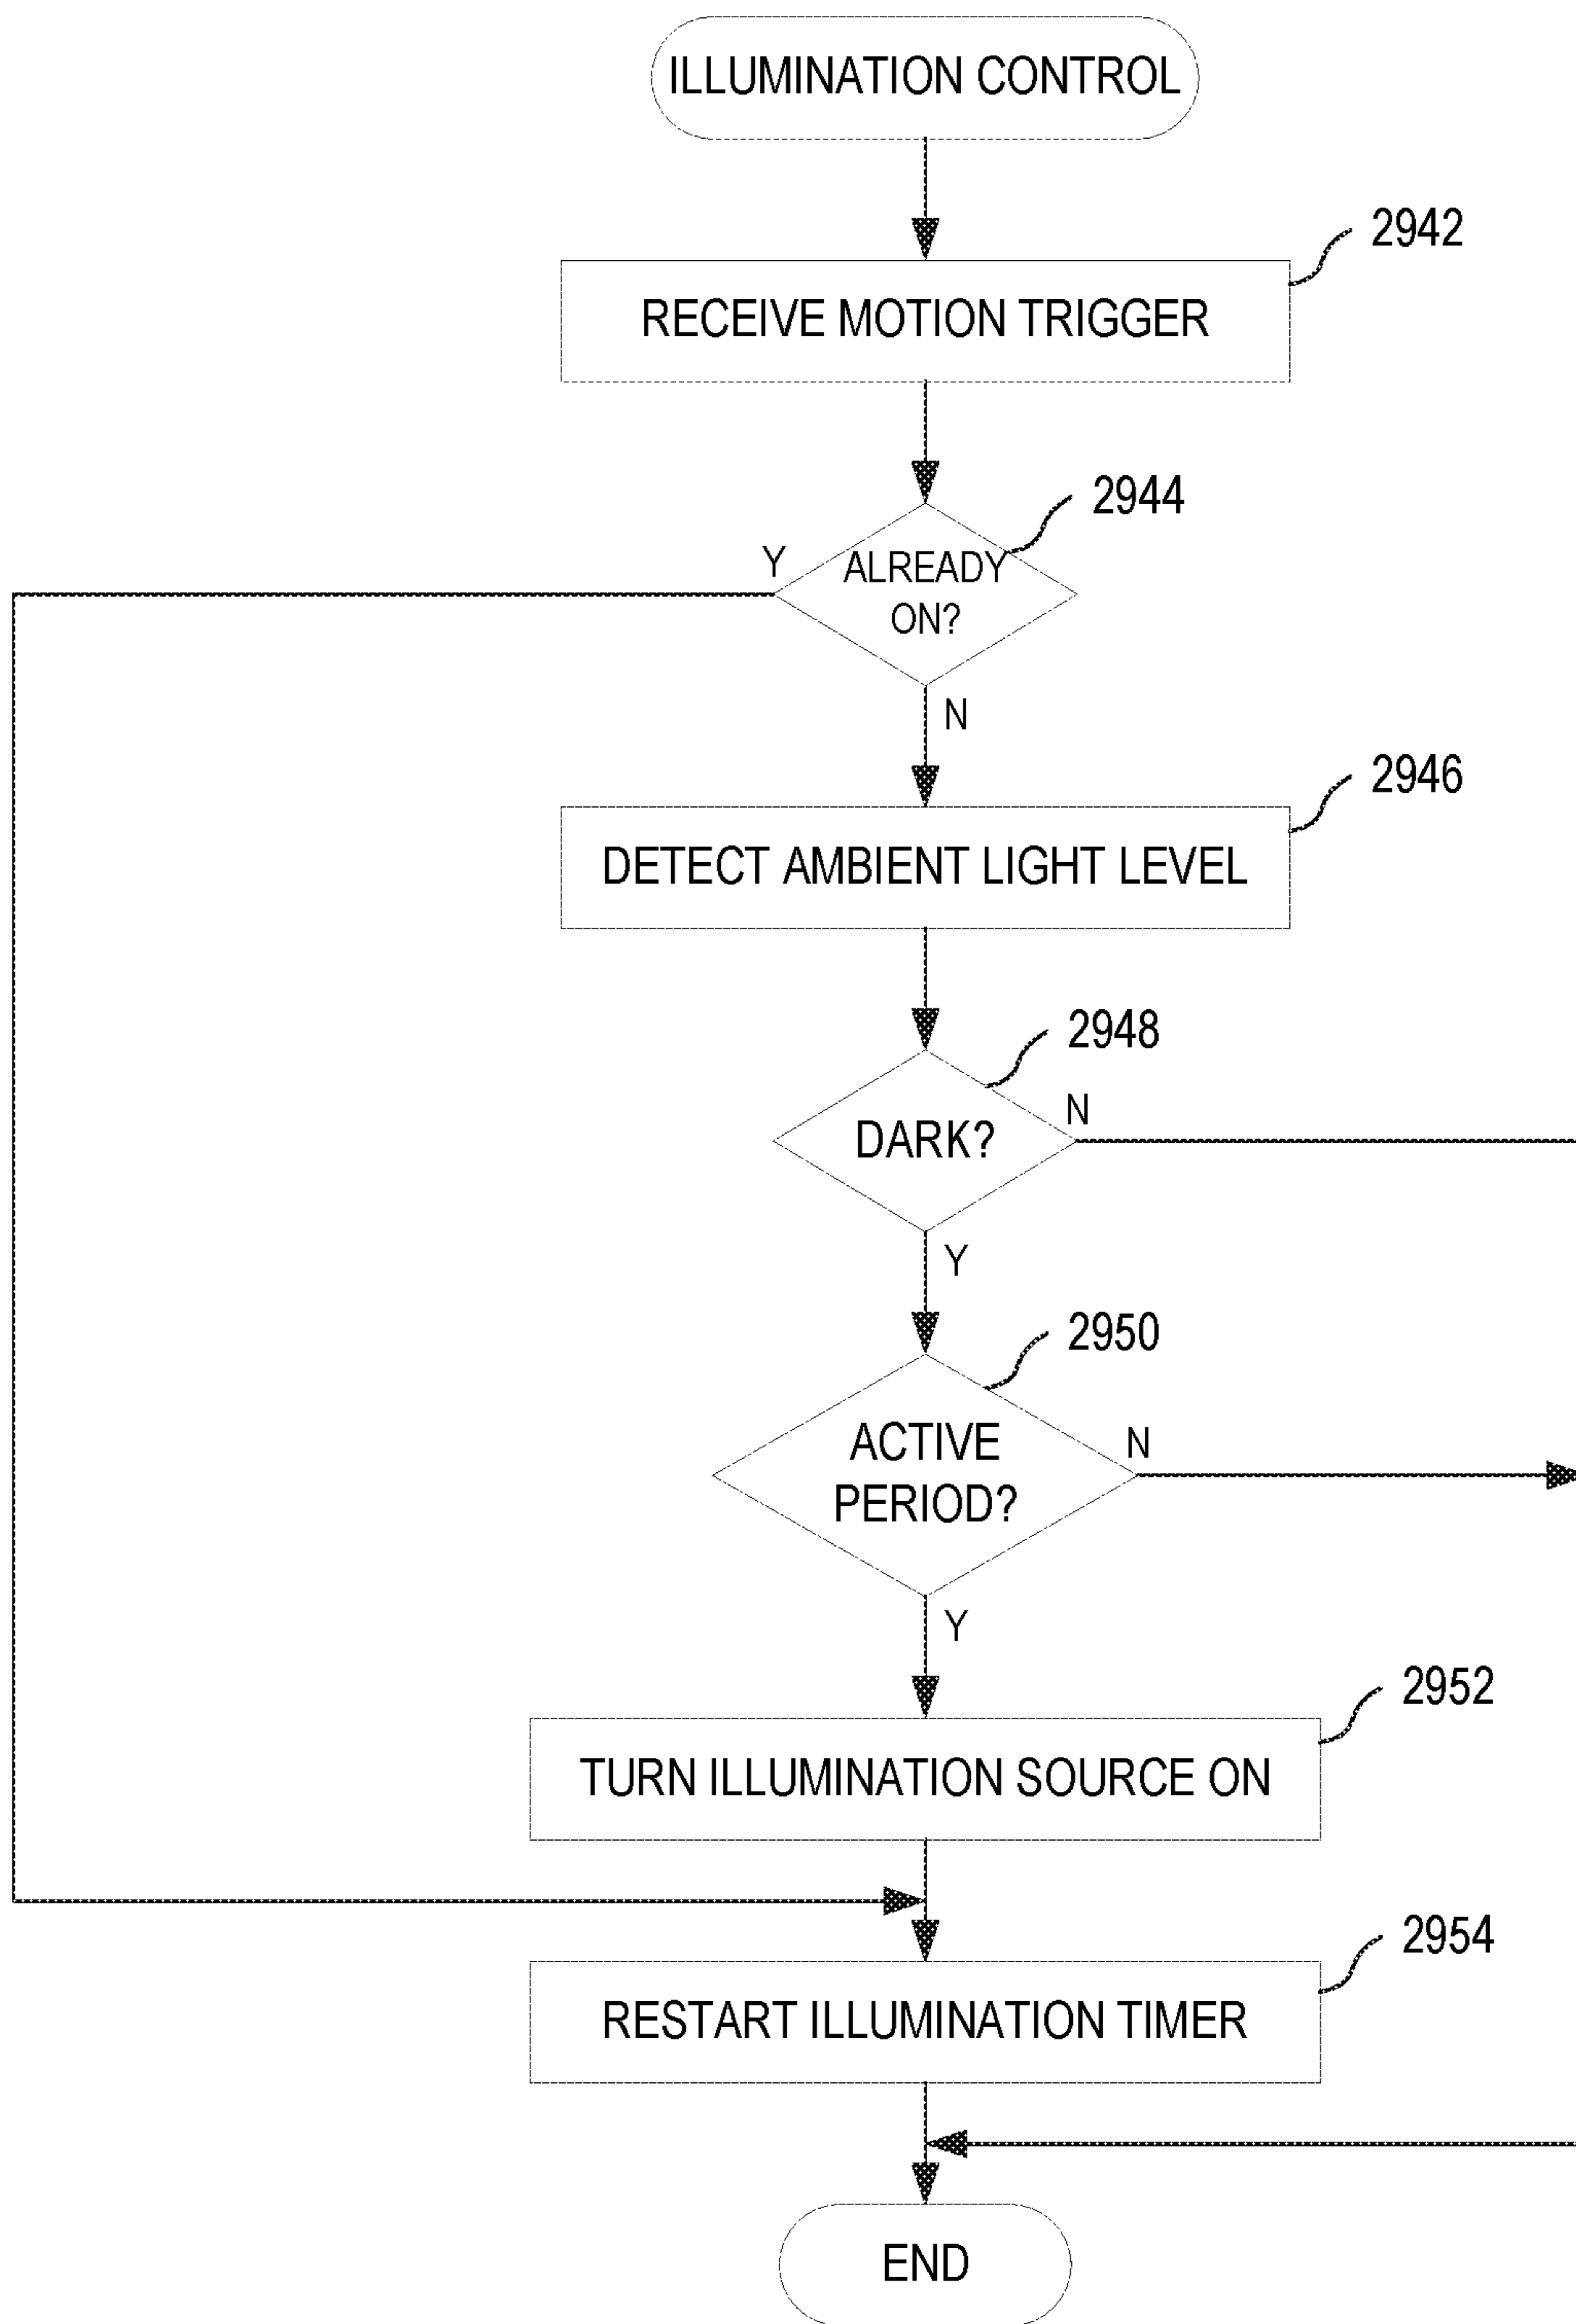 ILLUMINATION CONTROL
2942
RECEIVE MOTION TRIGGER
2944
Y
ALREADY
ON?
N
2946
DETECT AMBIENT LIGHT LEVEL
2948
N
DARK?
Y
2950
N
ACTIVE
PERIOD?
Y
2952
TURN ILLUMINATION SOURCE ON
2954
RESTART ILLUMINATION TIMER
END